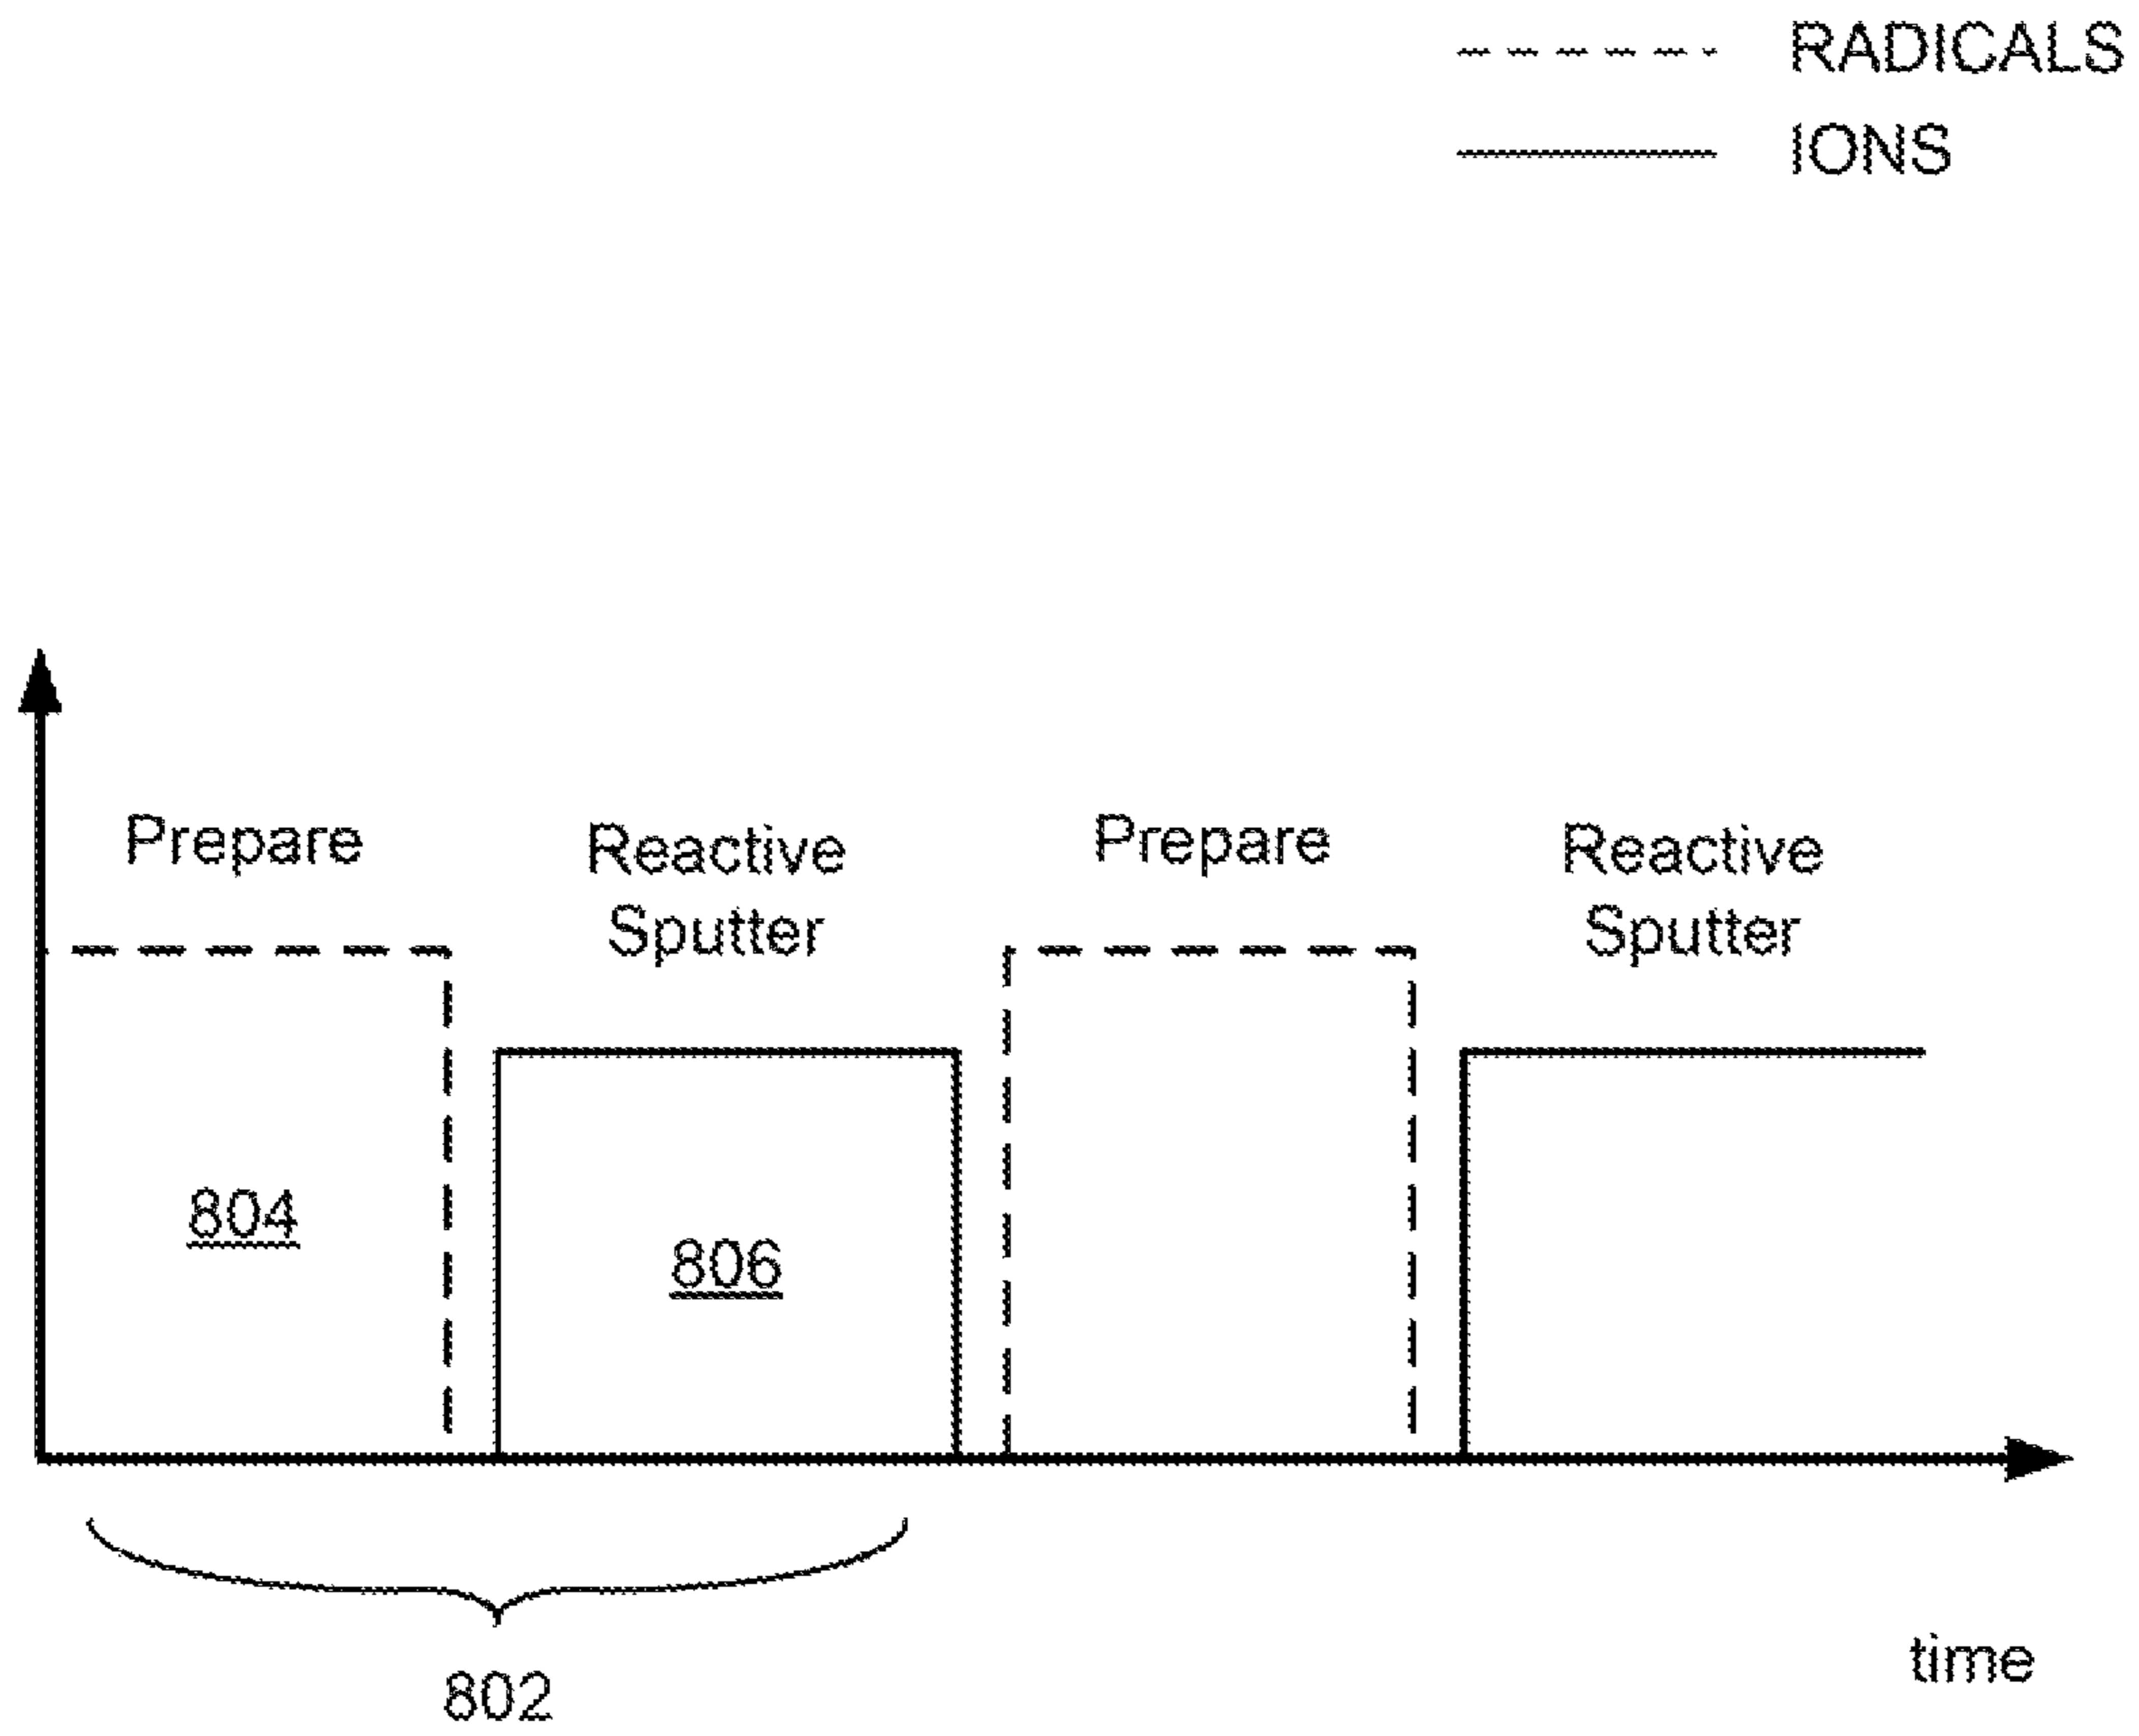 RADICALS
IONS
Prepare
Reactive
Sputter
Prepare
Reactive
Sputter
804
806
802
time